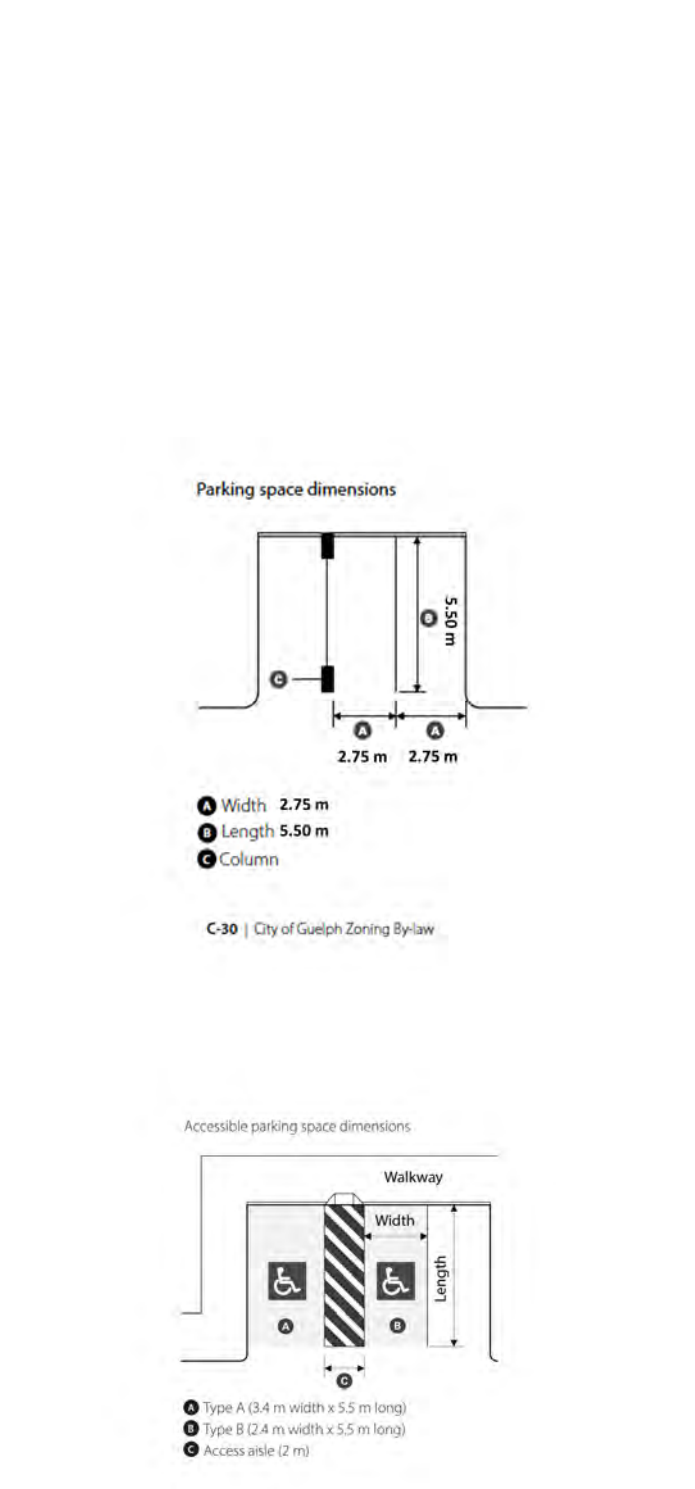 Parking space dimensions
B 5.50 m
C
A A
2.75 m 2.75 m
A Width 2.75 m
B Length 5.50 m
C Column
C-30 | City of Guelph Zoning By-law
Accessible parking space dimensions
Walkway
Width
Length
A B
C
A Type A (3.4 m width x 5.5 m long)
B Type B (2.4 m width x 5.5 m long)
C Access aisle (2 m)